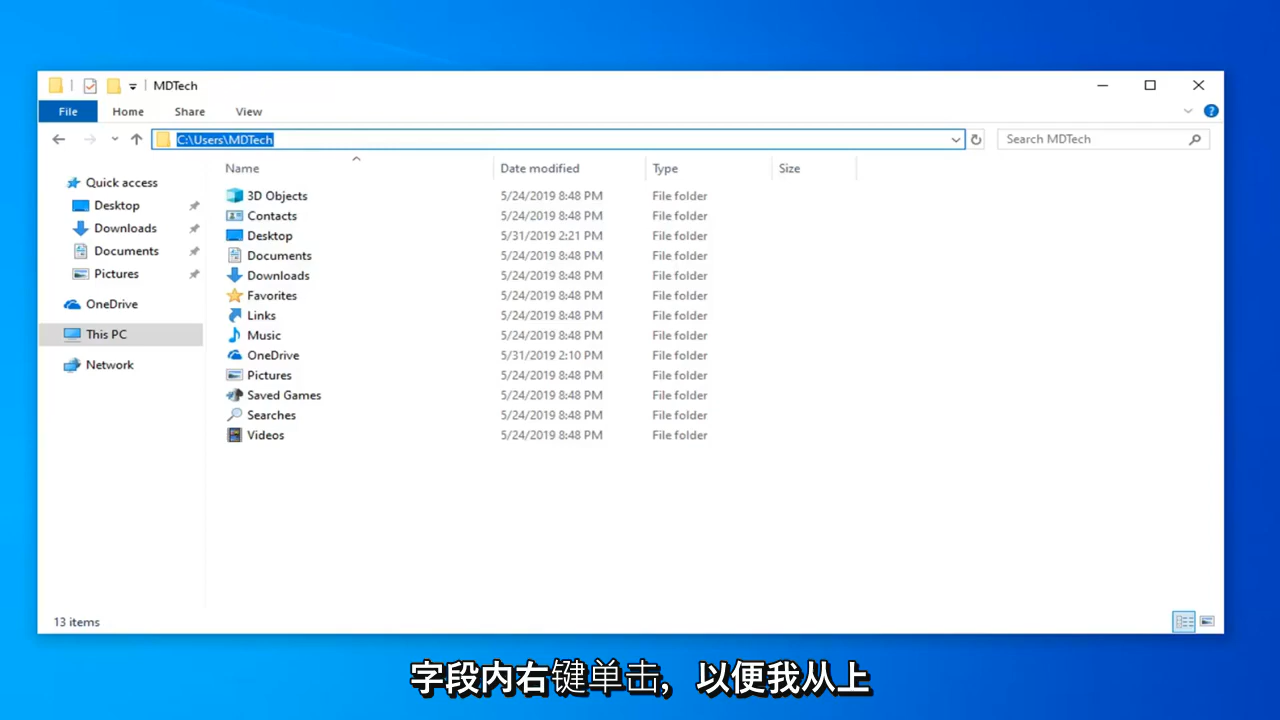 MDTech
File Home Share View
C:\Users\MDTech Search MDTech
Name Date modified Type Size
Quick access
Desktop
Downloads
Documents
Pictures
OneDrive
This PC
Network
3D Objects 5/24/2019 8:48 PM File folder
Contacts 5/24/2019 8:48 PM File folder
Desktop 5/31/2019 2:21 PM File folder
Documents 5/24/2019 8:48 PM File folder
Downloads 5/24/2019 8:48 PM File folder
Favorites 5/24/2019 8:48 PM File folder
Links 5/24/2019 8:48 PM File folder
Music 5/24/2019 8:48 PM File folder
OneDrive 5/31/2019 2:10 PM File folder
Pictures 5/24/2019 8:48 PM File folder
Saved Games 5/24/2019 8:48 PM File folder
Searches 5/24/2019 8:48 PM File folder
Videos 5/24/2019 8:48 PM File folder
13 items
字段内右键单击，以便我从上